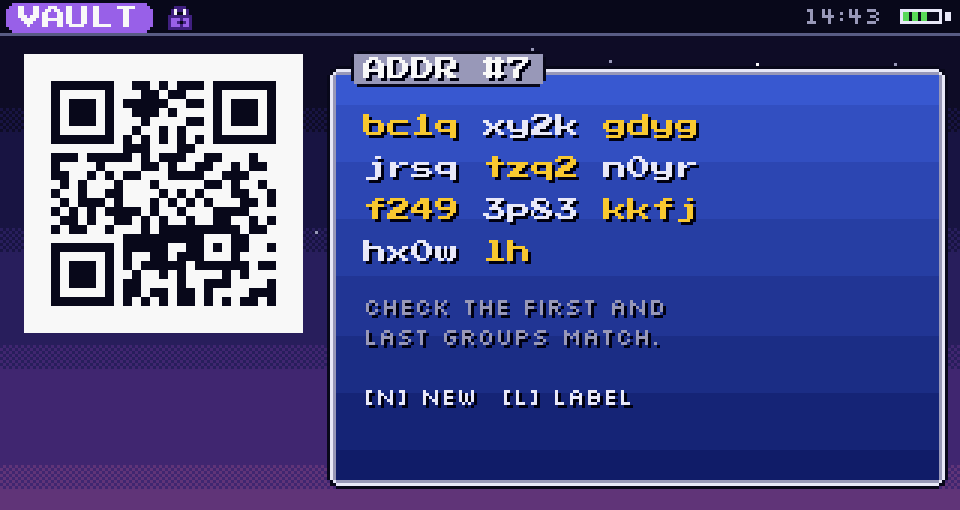 VAULT 14:43
ADDR #7
bc1q xy2k gdyg
jrsq tzq2 n0yr
f249 3p83 kkfj
hx0w lh
CHECK THE FIRST AND
LAST GROUPS MATCH.
[N] NEW [L] LABEL